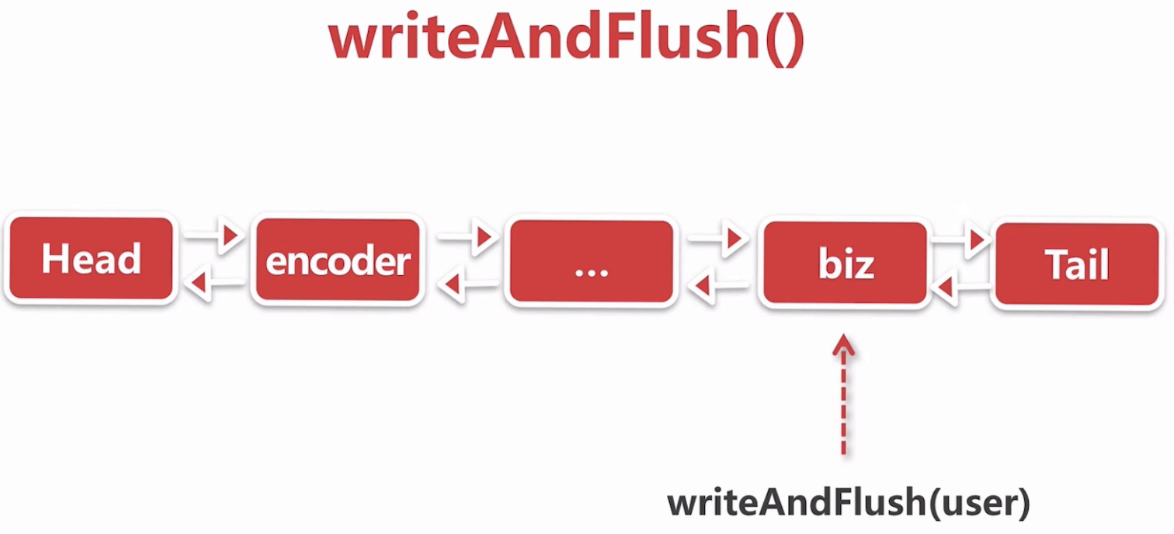 writeAndFlush()
Head
encoder
...
biz
Tail
writeAndFlush(user)